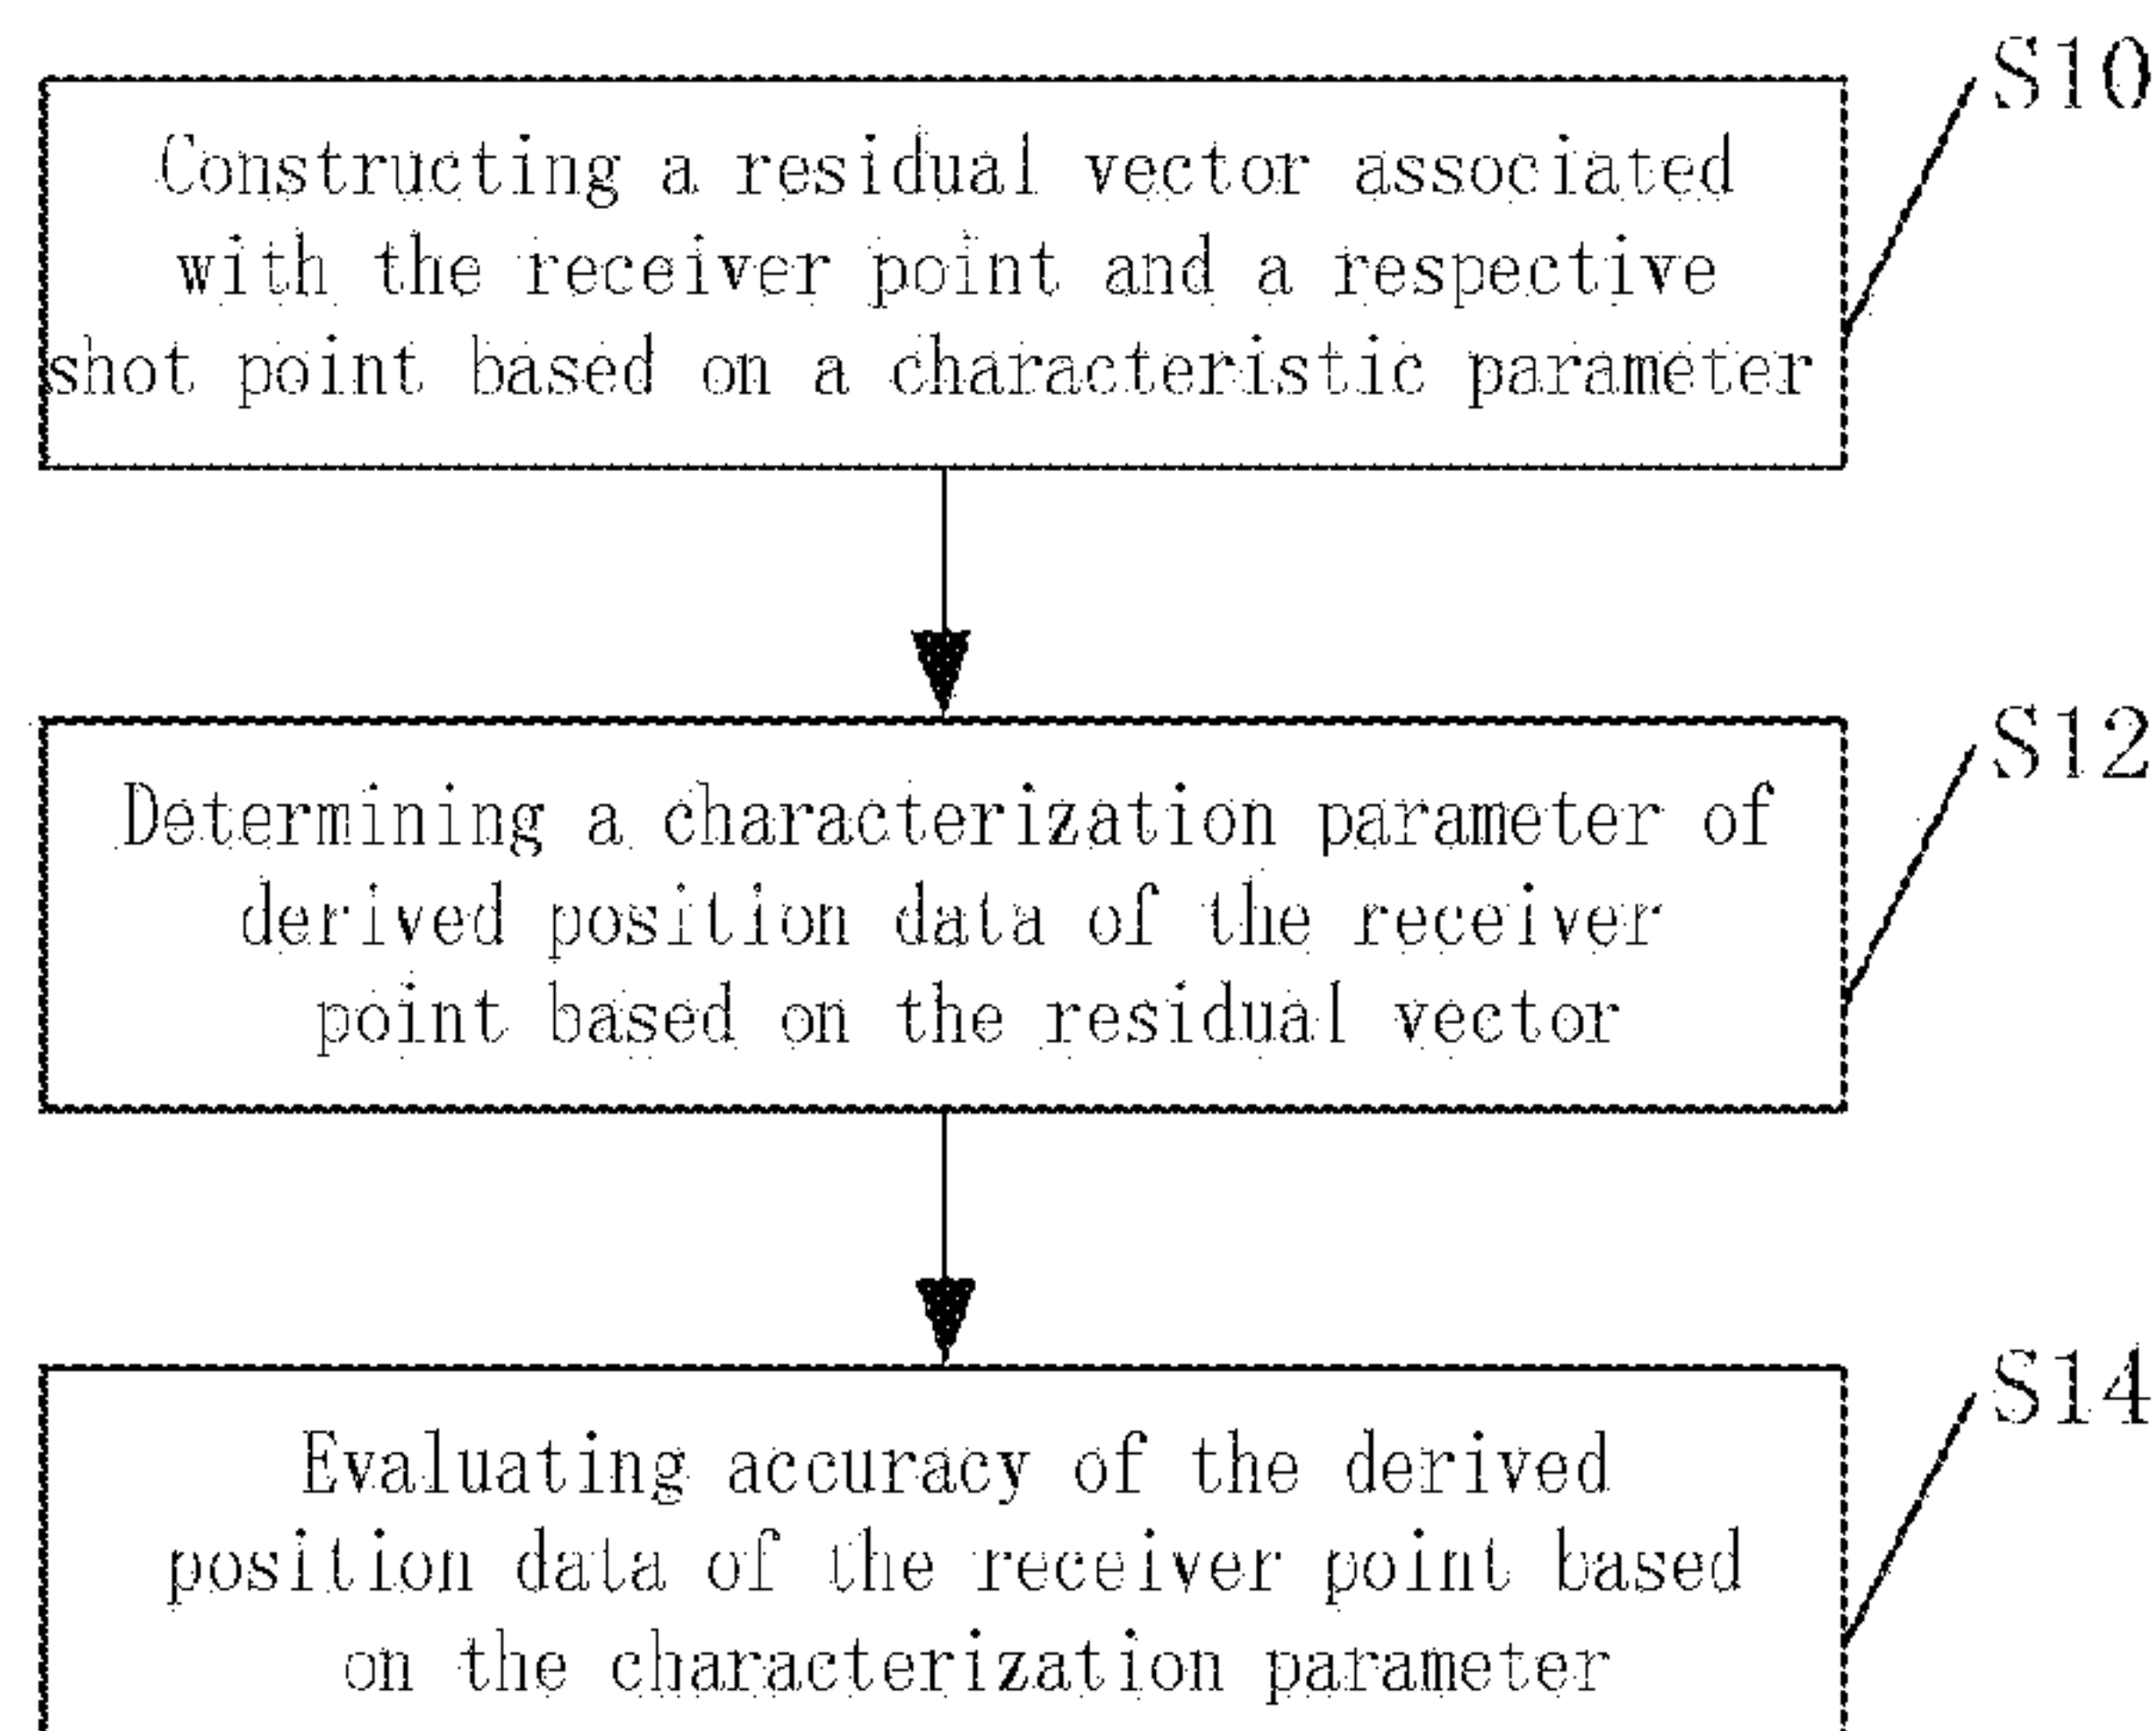 S10
Constructing a residual vector associated
with the receiver point and a respective
shot point based on a characteristic parameter
S12
Determining a characterization parameter of
derived position data of the receiver
point based on the residual vector
S14
Evaluating accuracy of the derived
position data of the receiver point based
on the characterization parameter